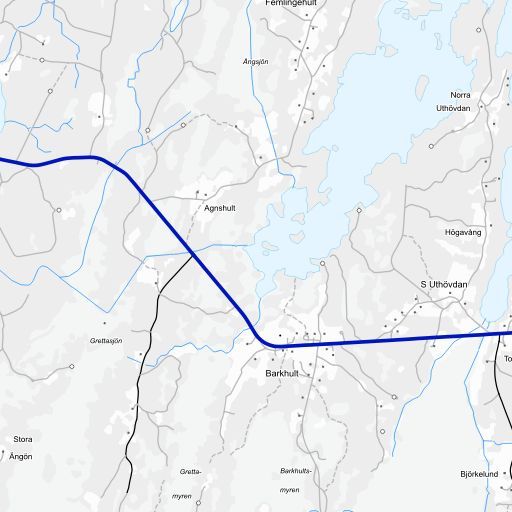 Femlingehult
Ängsjön
Norra
Uthövdan
Agnshult
Högavång
S Uthövdan
Grettasjön
Barkhult
To
Stora
Ängön
Gretta-
myren
Barkhults-
myren
Björkelund